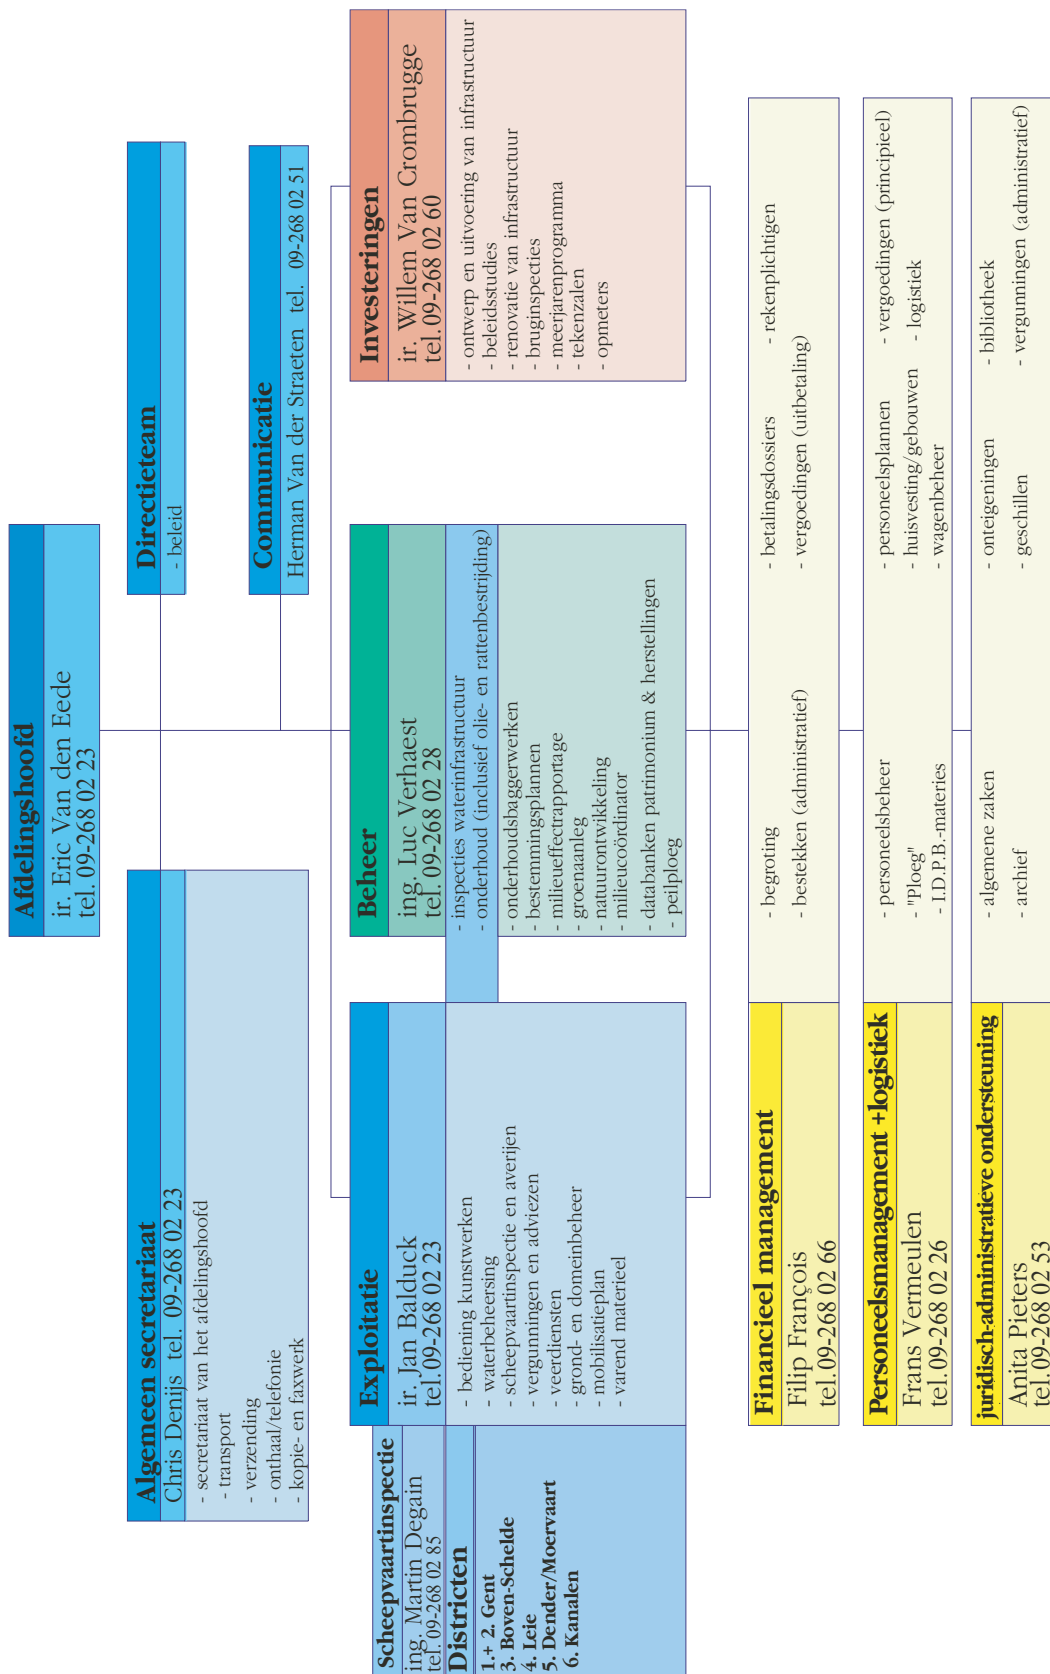 Afdelingshoofd
ir. Eric Van den Eede
tel. 09-268 02 23
Algemeen secretariaat
Chris Denijs tel. 09-268 02 23
- secretariaat van het afdelingshoofd
- transport
- verzending
- onthaal/telefonie
- kopie- en faxwerk
Directieteam
- beleid
Communicatie
Herman Van der Straeten tel. 09-268 02 51
Scheepvaartinspectie
ing. Martin Degain
tel. 09-268 02 85
Districten
1.+ 2. Gent
3. Boven-Schelde
4. Leie
5. Dender/Moervaart
6. Kanalen
Exploitatie
ir. Jan Balduck
tel.09-268 02 23
- bediening kunstwerken
- waterbeheersing
- scheepvaartinspectie en averijen
- vergunningen en adviezen
- veerdiensten
- grond- en domeinbeheer
- mobilisatieplan
- varend materieel
Beheer
ing. Luc Verhaest
tel. 09-268 02 28
- inspecties waterinfrastructuur
- onderhoud (inclusief olie- en rattenbestrijding)
- onderhoudsbaggerwerken
- bestemmingsplannen
- milieueffectrapportage
- groenaanleg
- natuurontwikkeling
- milieucoördinator
- databanken patrimonium & herstellingen
- peilploeg
Investeringen
ir. Willem Van Crombrugge
tel. 09-268 02 60
- ontwerp en uitvoering van infrastructuur
- beleidsstudies
- renovatie van infrastructuur
- bruginspecties
- meerjarenprogramma
- tekenzalen
- opmeters
Financieel management
Filip François
tel. 09-268 02 66
- begroting
- bestekken (administratief)
- betalingsdossiers
- vergoedingen (uitbetaling)
- rekenplichtigen
Personeelsmanagement +logistiek
Frans Vermeulen
tel. 09-268 02 26
- personeelsbeheer
- "Ploeg"
- I.D.P.B.-materies
- personeelsplannen
- huisvesting/gebouwen
- wagenbeheer
- vergoedingen (principieel)
- logistiek
juridisch-administratieve ondersteuning
Anita Pieters
tel. 09-268 02 53
- algemene zaken
- archief
- onteigeningen
- geschillen
- bibliotheek
- vergunningen (administratief)